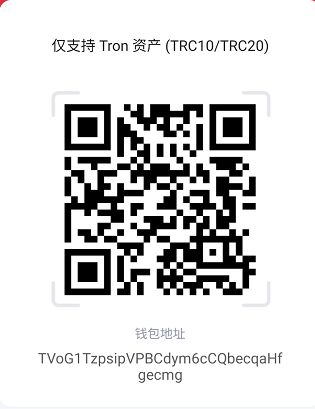 仅支持 Tron 资产 (TRC10/TRC20)
钱包地址
TVoG1TzpsipVPBCdym6cCQbecqaHf
gecmg